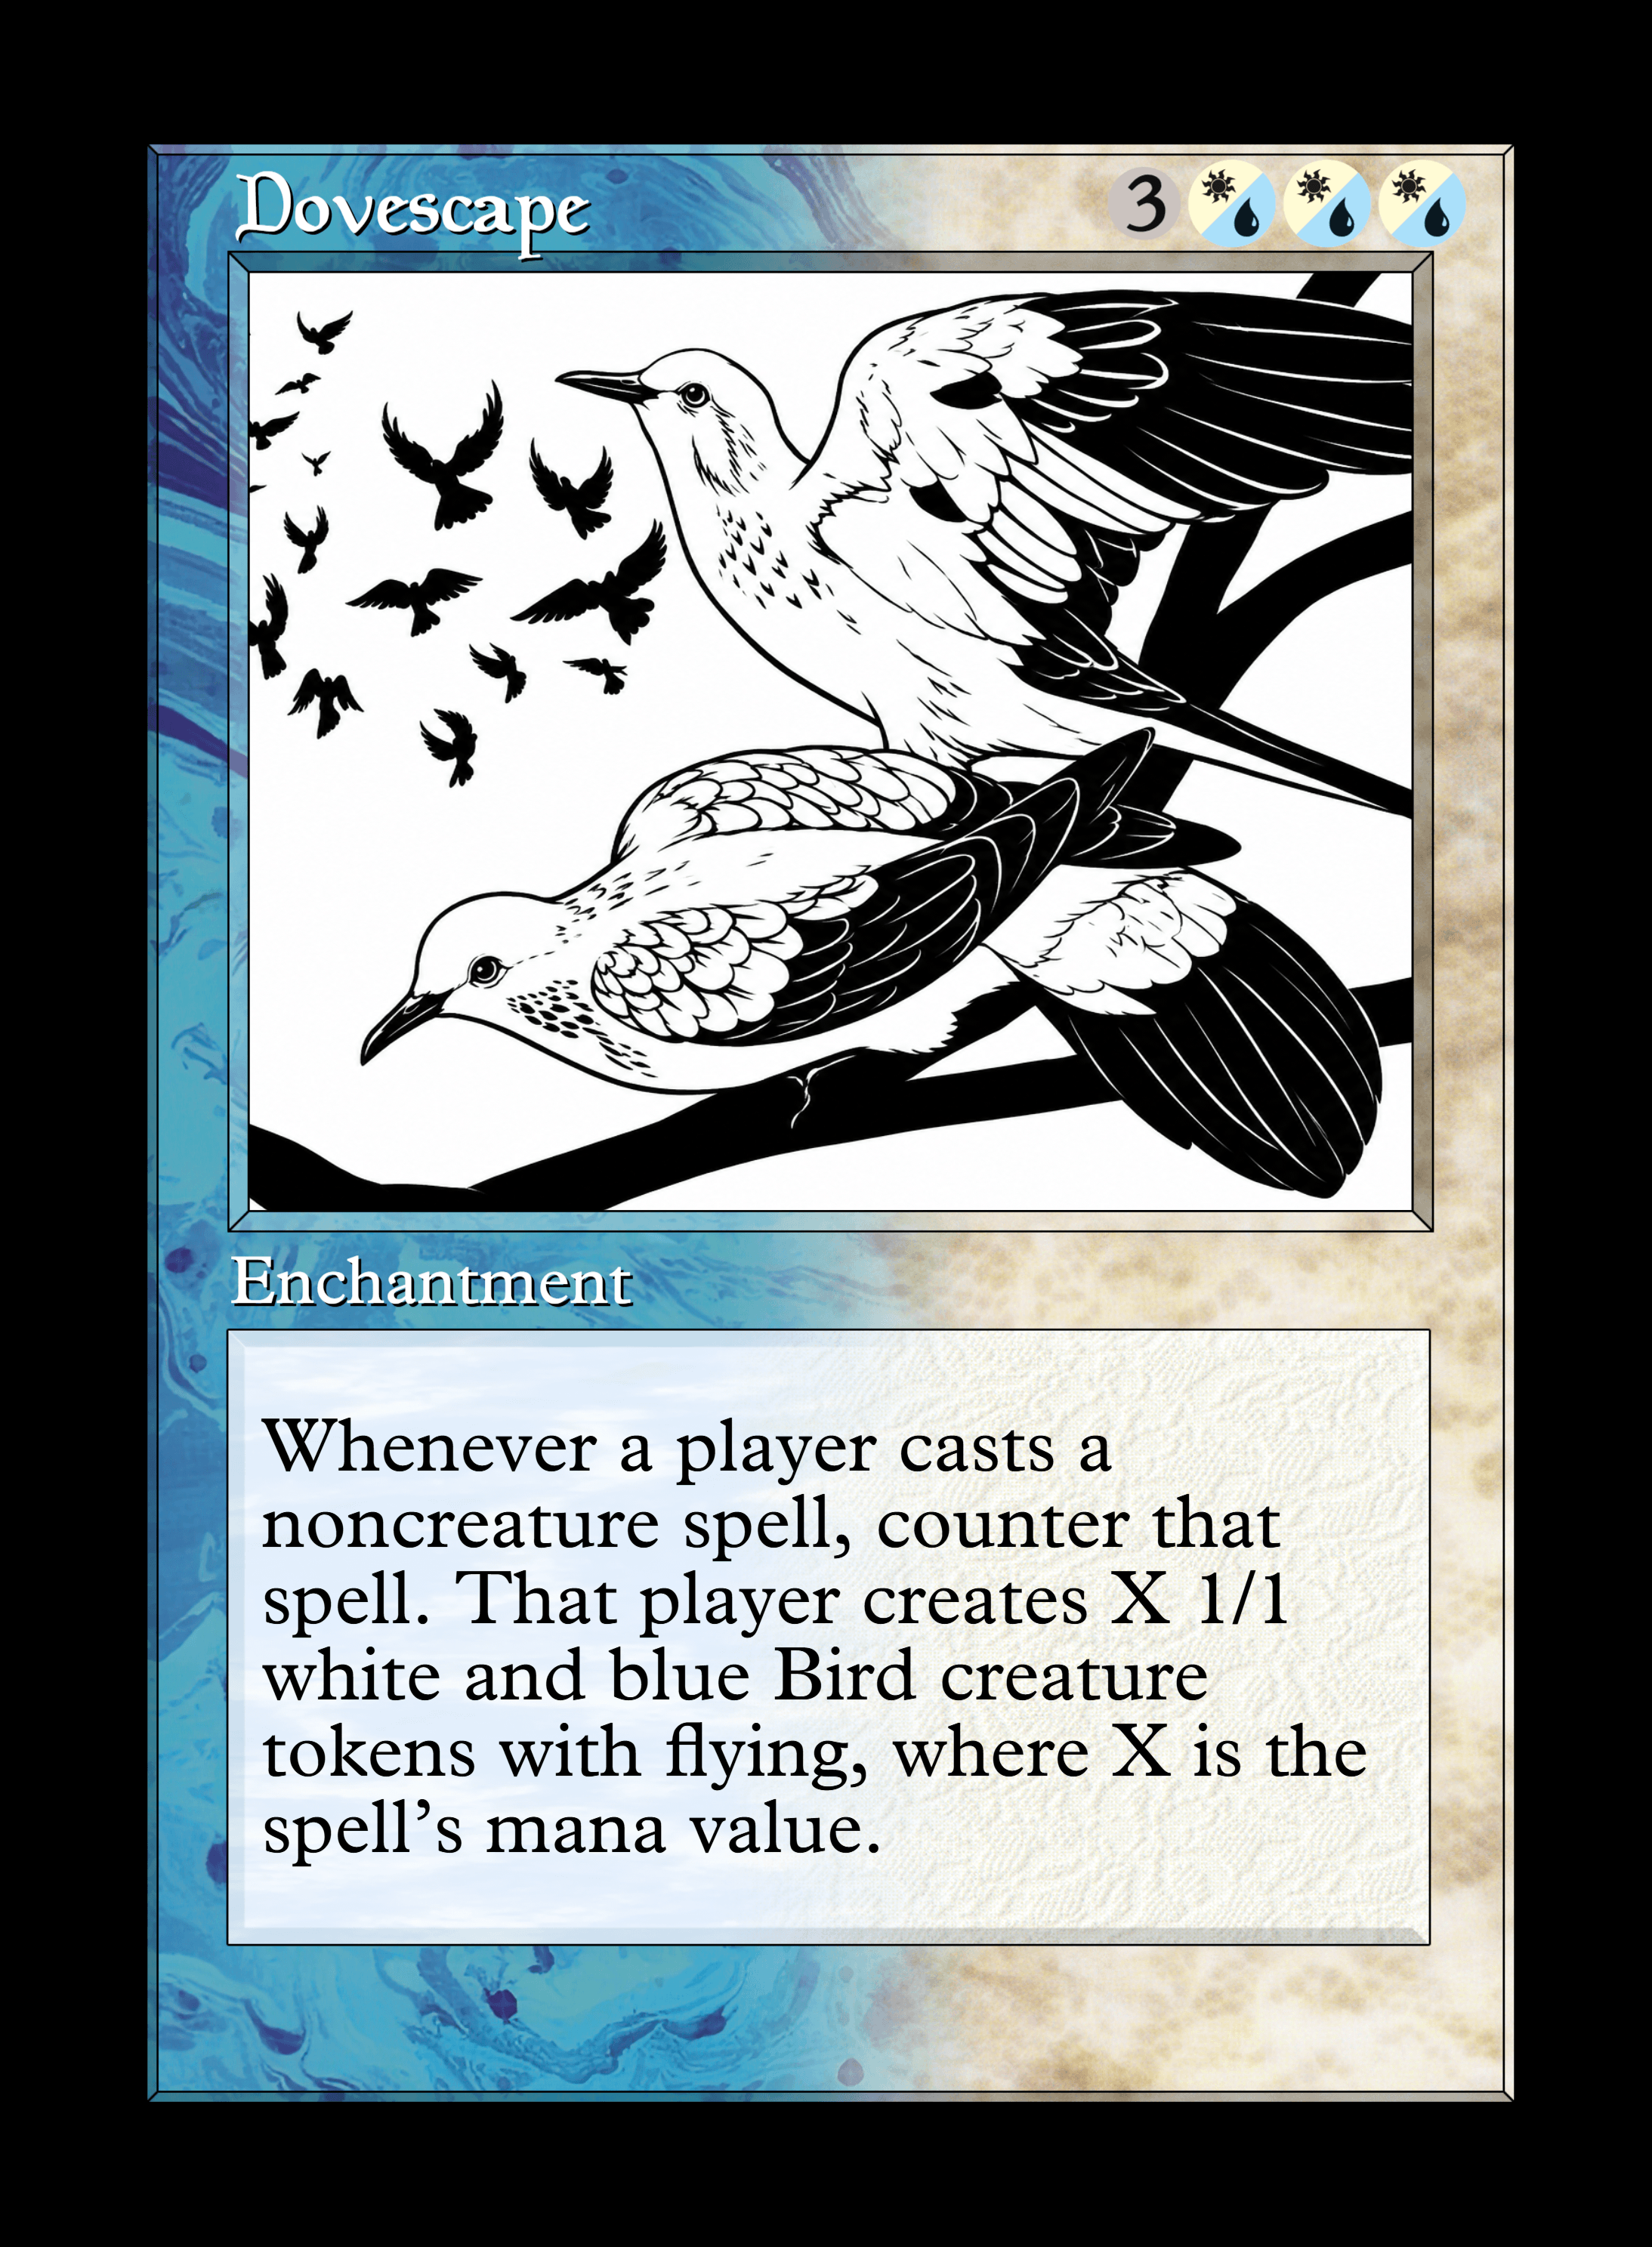 Dovescape 3
Enchantment
Whenever a player casts a
noncreature spell, counter that
spell. That player creates X 1/1
white and blue Bird creature
tokens with flying, where X is the
spell’s mana value.